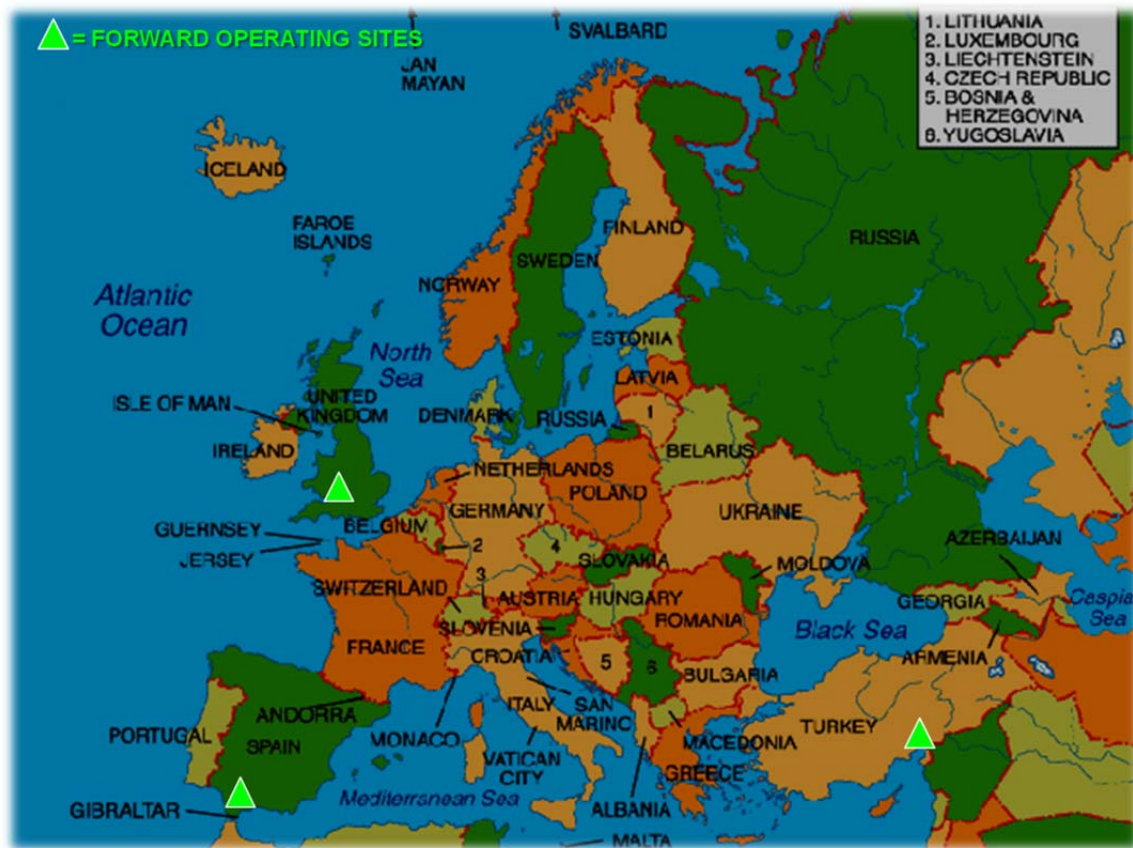 = FORWARD OPERATING SITES
1. LITHUANIA
2. LUXEMBOURG
3. LIECHTENSTEIN
4. CZECH REPUBLIC
5. BOSNIA &
HERZEGOVINA
6. YUGOSLAVIA
SVALBARD
JAN
MAYAN
ICELAND
FAROE
ISLANDS
FINLAND
RUSSIA
SWEDEN
NORWAY
Atlantic
Ocean
North
Sea
ESTONIA
LATVIA
ISLE OF MAN
UNITED
KINGDOM
DENMARK
RUSSIA
1
IRELAND
BELARUS
NETHERLANDS
POLAND
GERMANY
UKRAINE
GUERNSEY
BELGIUM
JERSEY
2
4
SLOVAKIA
MOLDOVA
AZERBAIJAN
SWITZERLAND
3
AUSTRIA
HUNGARY
GEORGIA
Caspia
Sea
ROMANIA
SLOVENIA
Black Sea
FRANCE
CROATIA
5
6
ARMENIA
BULGARIA
ITALY
SAN
MARINO
ANDORRA
PORTUGAL
SPAIN
MONACO
VATICAN
CITY
MACEDONIA
TURKEY
GREECE
GIBRALTAR
Mediterranean Sea
ALBANIA
MALTA